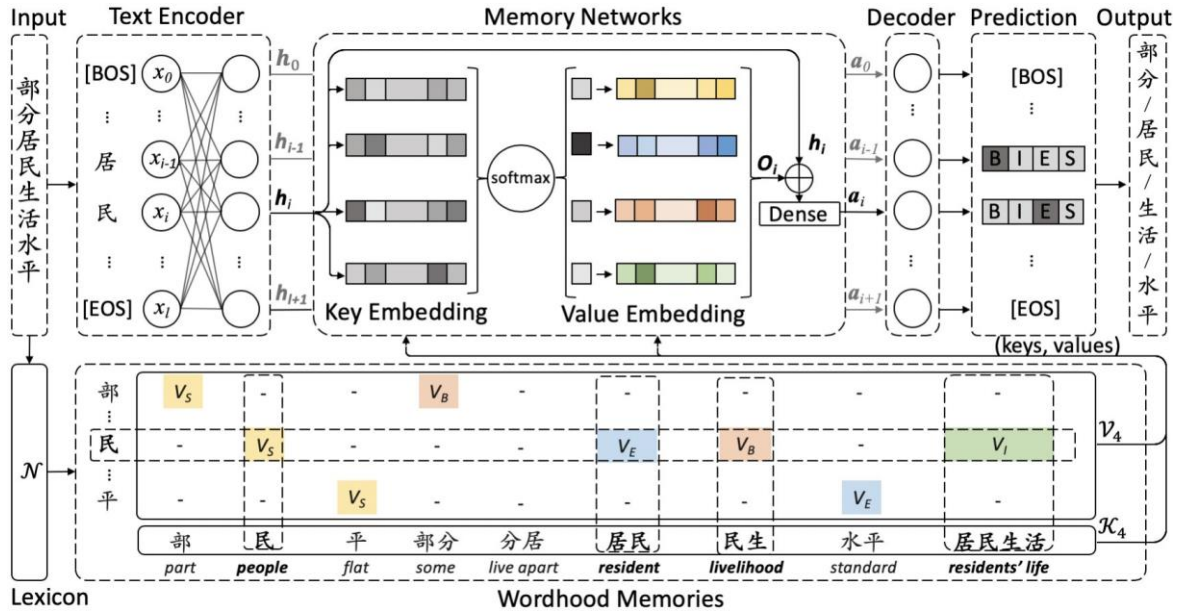 Input Text Encoder Memory Networks Decoder Prediction Output
部分居民生活水平
[BOS] x0
⋮ ⋮ ⋮
居 xi-1
民 xi
⋮ ⋮ ⋮
[EOS] xl
h0
hi-1
hi
hl+1
Key Embedding
softmax
Value Embedding
Oi
hi
Dense
a0
ai-1
ai
ai+1
⋮
⋮
[BOS]
⋮
B I E S
B I E S
⋮
[EOS]
部分/居民/生活/水平
(keys, values)
N
Lexicon
部 VS - - VB - - - - -
⋮
民 - VS - - - VE VB - VI
⋮
平 - - VS - - - - VE -
V4
部 民 平 部分 分居 居民 民生 水平 居民生活
K4
part people flat some live apart resident livelihood standard residents' life
Wordhood Memories